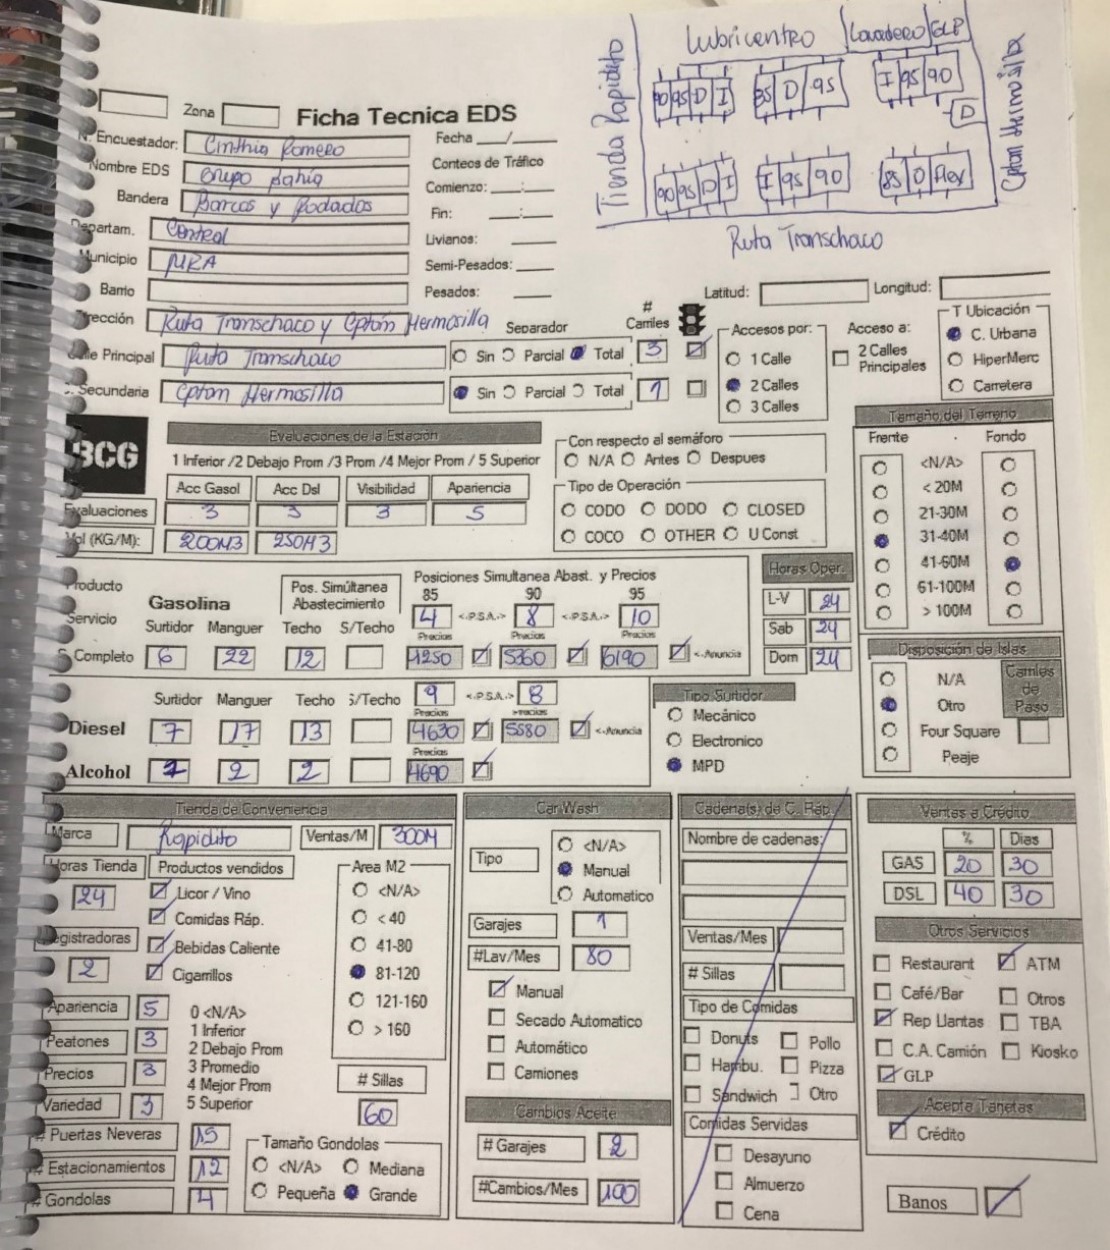 Lubricentro Lavadero GLP
Tienda Rapidito
90 95 D I 85 D 95 I 95 90
D
90 95 D I I 95 90 85 D flex
Cptan Hermosilla
Ruta Transchaco
Zona
Ficha Tecnica EDS
Encuestador: Cinthia Romero Fecha __/__
Nombre EDS Grupo Bahía Conteos de Tráfico
Bandera Barcos y Rodados Comienzo: __:__
Departam. Central Fin: __:__
Municipio MRA Livianos: ____
Semi-Pesados: ____
Barrio Pesados: ____
Latitud: Longitud:
Dirección Ruta Transchaco y Cptán Hermosilla Separador # Carriles
Calle Principal Ruta Transchaco Sin Parcial Total 3
Secundaria Cptan Hermosilla Sin Parcial Total 1
Accesos por:
1 Calle
2 Calles
3 Calles
Acceso a:
2 Calles Principales
T Ubicación
C. Urbana
HiperMerc
Carretera
BCG
Evaluaciones de la Estación
1 Inferior /2 Debajo Prom /3 Prom /4 Mejor Prom / 5 Superior
Acc Gasol Acc Dsl Visibilidad Apariencia
Evaluaciones 3 3 3 5
Vol (KG/M): 200M3 250M3
Con respecto al semáforo
N/A Antes Despues
Tipo de Operación
CODO DODO CLOSED
COCO OTHER U Const
Tamaño del Terreno
Frente Fondo
<N/A>
< 20M
21-30M
31-40M
41-60M
61-100M
> 100M
Producto
Servicio
Gasolina
Pos. Simúltanea Abastecimiento
Posiciones Simultanea Abast. y Precios
85 90 95
4 <-P.S.A.-> 8 <-P.S.A.-> 10
Surtidor Manguer Techo S/Techo Precios Precios Precios
S. Completo 6 22 12 4250 5360 6190 <-Anuncia
Horas Oper.
L-V 24
Sab 24
Dom 24
Surtidor Manguer Techo S/Techo 9 <-P.S.A.-> 8
Precios Precios
Diesel 7 17 13 4630 5580 <-Anuncia
Precios
Alcohol 2 2 4690
Tipo Surtidor
Mecánico
Electronico
MPD
Disposición de Islas
N/A
Otro
Four Square
Peaje
Carriles de Paso
Tienda de Conveniencia
Marca Rapidito Ventas/M 300M
Horas Tienda Productos vendidos
24
Licor / Vino
Comidas Ráp.
Registradoras Bebidas Caliente
2 Cigarrillos
Area M2
<N/A>
< 40
41-80
81-120
121-160
> 160
Apariencia 5 0 <N/A>
1 Inferior
Peatones 3 2 Debajo Prom
Precios 3 3 Promedio
4 Mejor Prom
Variedad 3 5 Superior
# Sillas
60
# Puertas Neveras 15
# Estacionamientos 12
# Gondolas 4
Tamaño Gondolas
<N/A> Mediana
Pequeña Grande
Car Wash
Tipo
<N/A>
Manual
Automatico
Garajes 1
#Lav/Mes 80
Manual
Secado Automatico
Automático
Camiones
Cambios Aceite
# Garajes 2
#Cambios/Mes 190
Cadena(s) de C. Ráp.
Nombre de cadenas:
Ventas/Mes
# Sillas
Tipo de Comidas
Donuts Pollo
Hambu. Pizza
Sandwich Otro
Comidas Servidas
Desayuno
Almuerzo
Cena
Ventas a Crédito
% Dias
GAS 20 30
DSL 40 30
Otros Servicios
Restaurant ATM
Café/Bar Otros
Rep Llantas TBA
C.A. Camión Kiosko
GLP
Acepta Tarjetas
Crédito
Banos